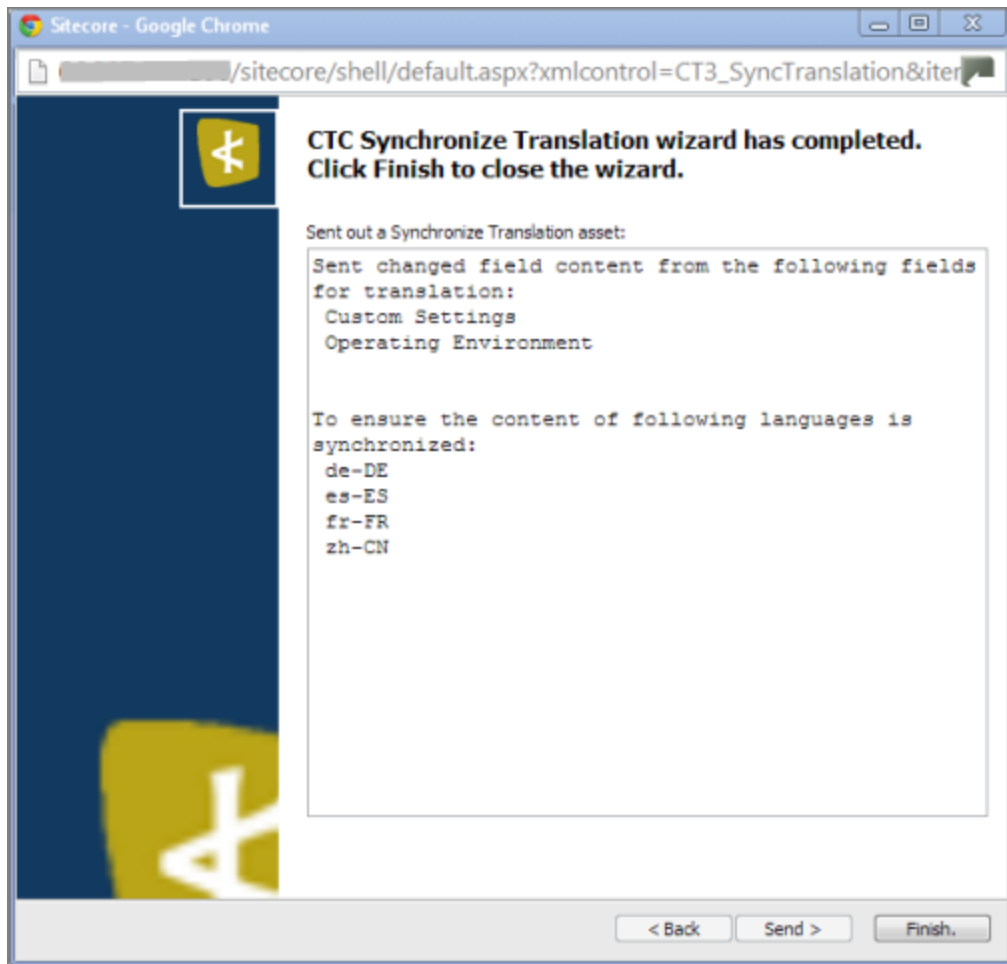 Sitecore - Google Chrome
/sitecore/shell/default.aspx?xmlcontrol=CT3_SyncTranslation&iter
CTC Synchronize Translation wizard has completed.
Click Finish to close the wizard.
Sent out a Synchronize Translation asset:
Sent changed field content from the following fields
for translation:
Custom Settings
Operating Environment
To ensure the content of following languages is
synchronized:
de-DE
es-ES
fr-FR
zh-CN
< Back Send > Finish.